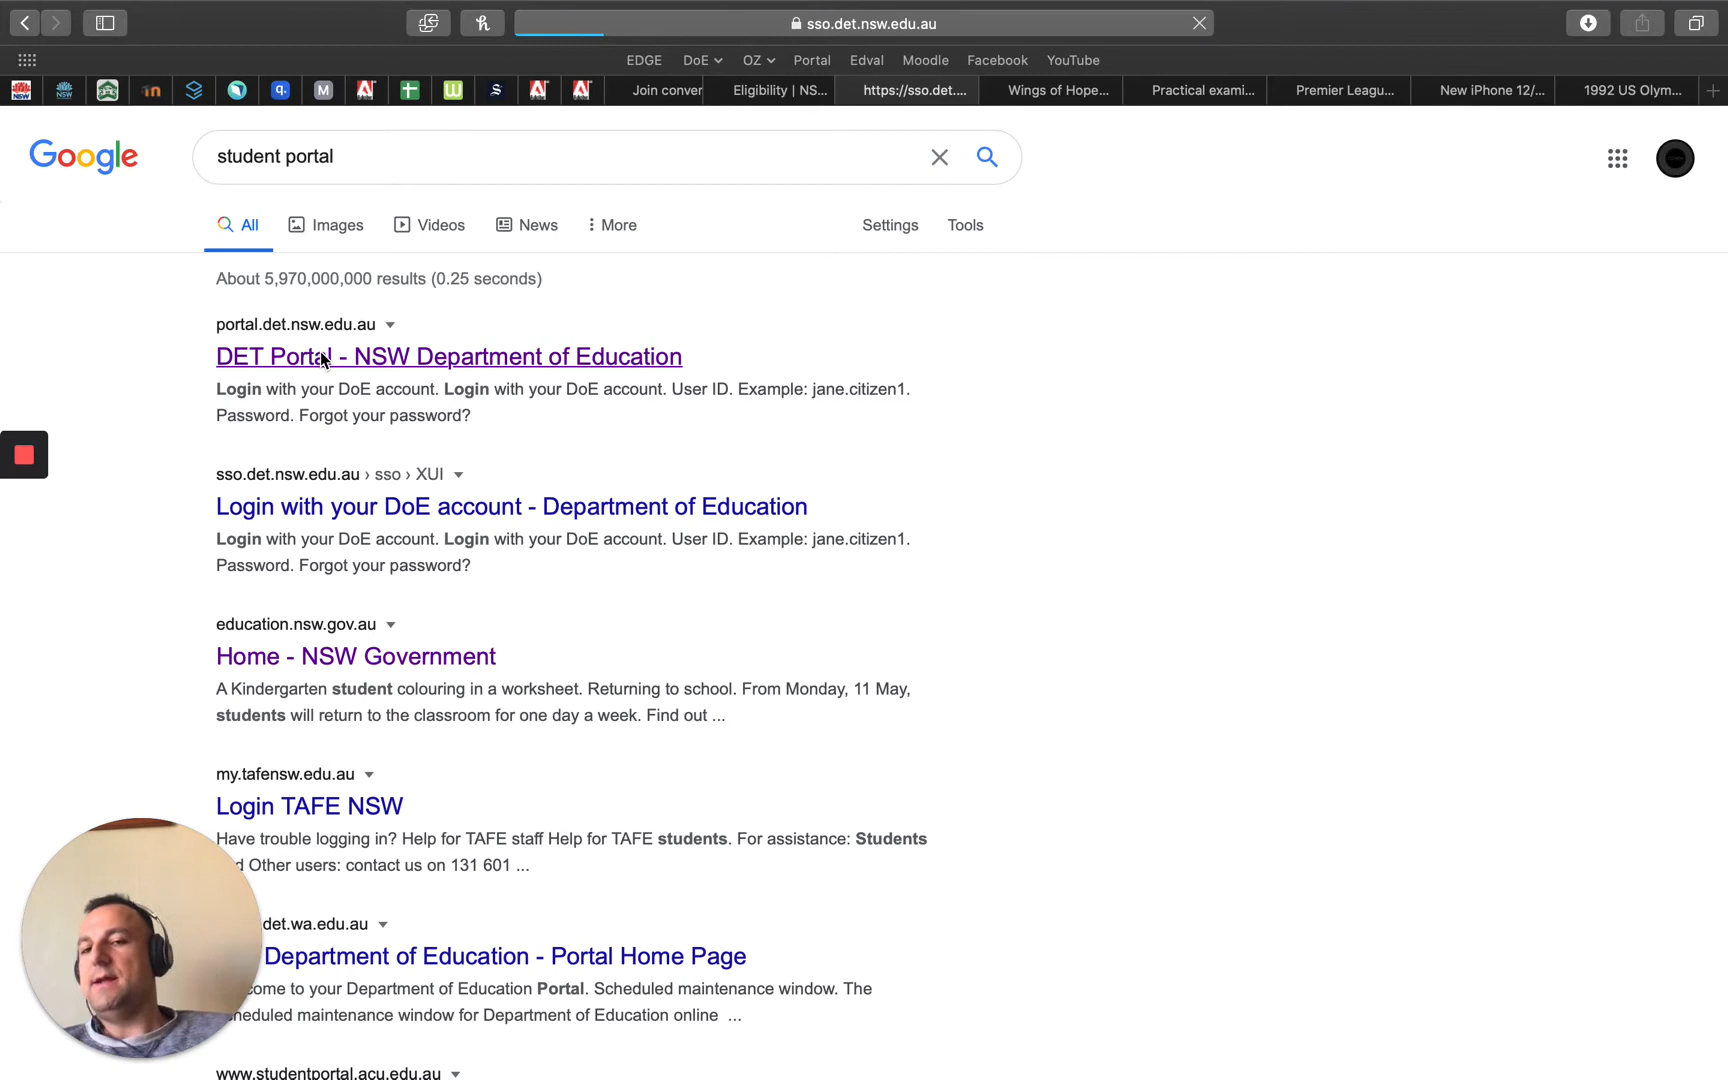 sso.det.nsw.edu.au
EDGE DoE OZ Portal Edval Moodle Facebook YouTube
Join conver Eligibility | NS... https://sso.det.... Wings of Hope... Practical exami... Premier Leagu... New iPhone 12/... 1992 US Olym...
Google
student portal
All Images Videos News More Settings Tools
About 5,970,000,000 results (0.25 seconds)
portal.det.nsw.edu.au
DET Portal - NSW Department of Education
Login with your DoE account. Login with your DoE account. User ID. Example: jane.citizen1.
Password. Forgot your password?
sso.det.nsw.edu.au › sso › XUI
Login with your DoE account - Department of Education
Login with your DoE account. Login with your DoE account. User ID. Example: jane.citizen1.
Password. Forgot your password?
education.nsw.gov.au
Home - NSW Government
A Kindergarten student colouring in a worksheet. Returning to school. From Monday, 11 May,
students will return to the classroom for one day a week. Find out ...
my.tafensw.edu.au
Login TAFE NSW
Have trouble logging in? Help for TAFE staff Help for TAFE students. For assistance: Students
d Other users: contact us on 131 601 ...
det.wa.edu.au
Department of Education - Portal Home Page
come to your Department of Education Portal. Scheduled maintenance window. The
heduled maintenance window for Department of Education online ...
www.studentportal.acu.edu.au